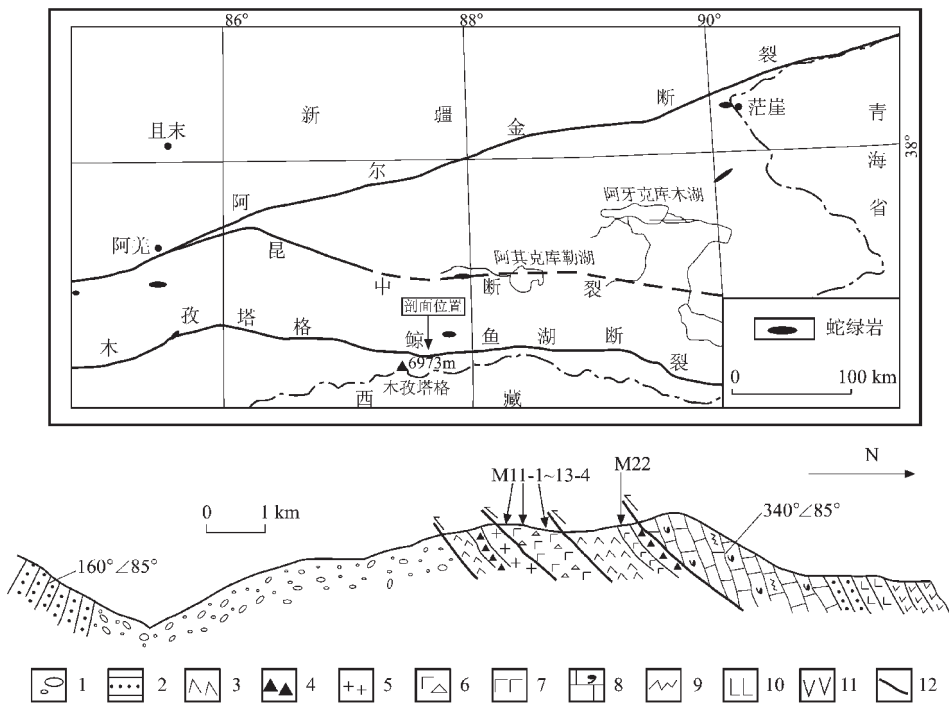 86° 88° 90°
新 疆
阿 尔 金 断 裂
青 海 省
38°
且末
茫崖
阿羌
阿牙克库木湖
阿其克库勒湖
昆 中 断 裂
剖面位置
木 孜 塔 格 鲸 鱼 湖 断 裂
6973m
木孜塔格
西 藏
蛇绿岩
0 100 km
N
M11-1~13-4 M22
0 1 km
340°∠85°
160°∠85°
1 2 3 4 5 6 7 8 9 10 11 12